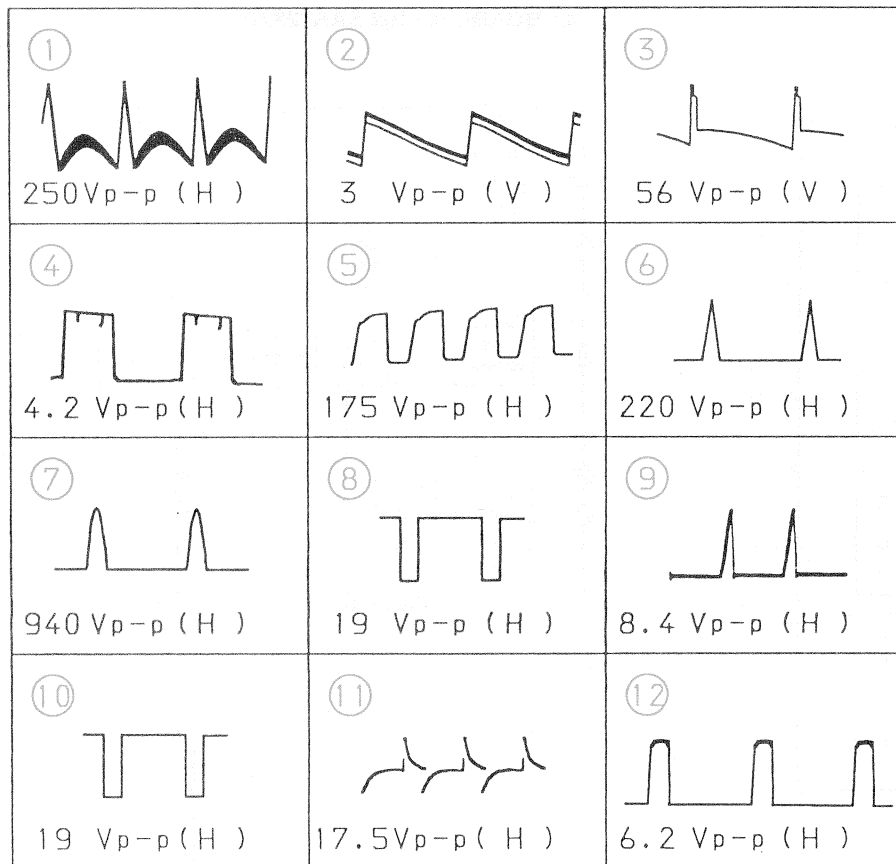 1
250Vp-p (H)
2
3 Vp-p (V)
3
56 Vp-p (V)
4
4.2 Vp-p(H)
5
175 Vp-p (H)
6
220 Vp-p (H)
7
940 Vp-p (H)
8
19 Vp-p (H)
9
8.4 Vp-p (H)
10
19 Vp-p(H)
11
17.5Vp-p(H)
12
6.2 Vp-p (H)